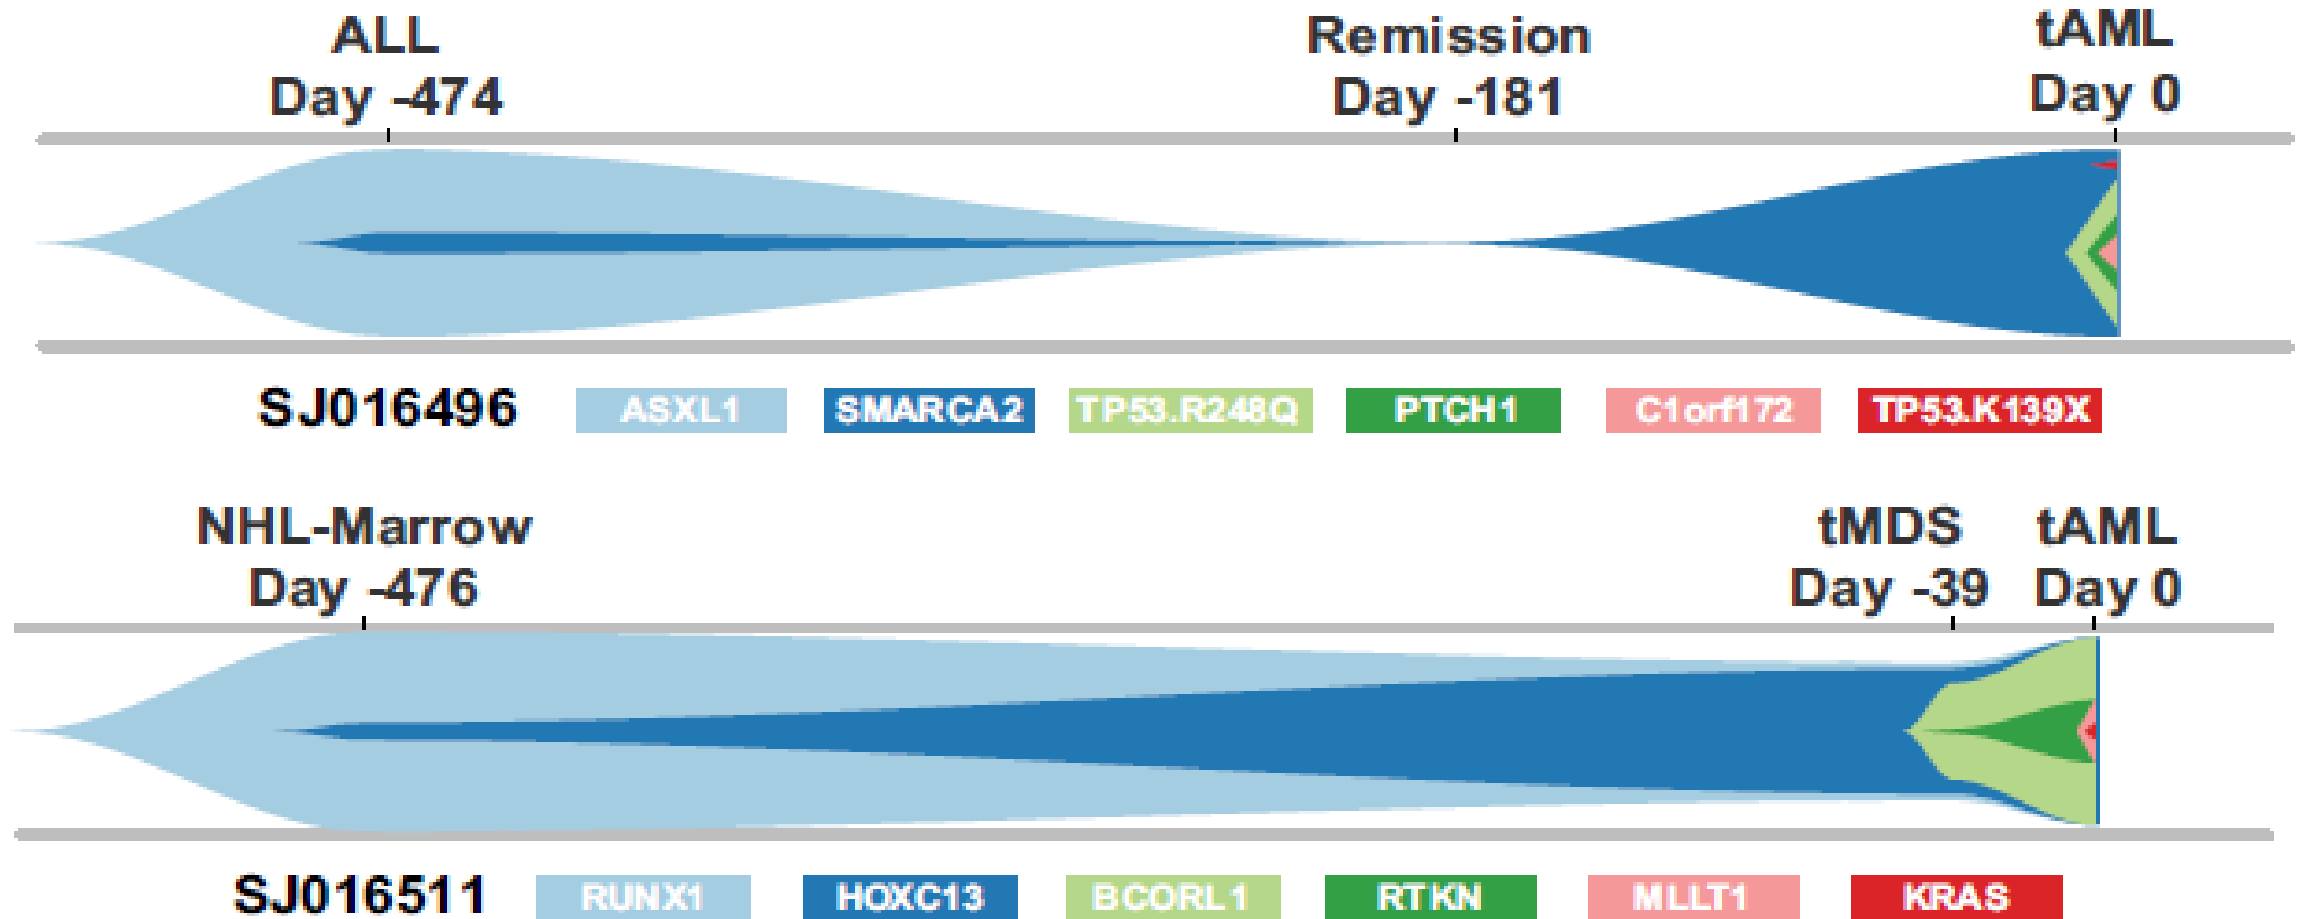 ALL Remission tAML
Day -474 Day -181 Day 0
SJ016496 ASXL1 SMARCA2 TP53.R248Q PTCH1 C1orf172 TP53.K139X
NHL-Marrow tMDS tAML
Day -476 Day -39 Day 0
SJ016511 RUNX1 HOXC13 BCORL1 RTKN MLLT1 KRAS